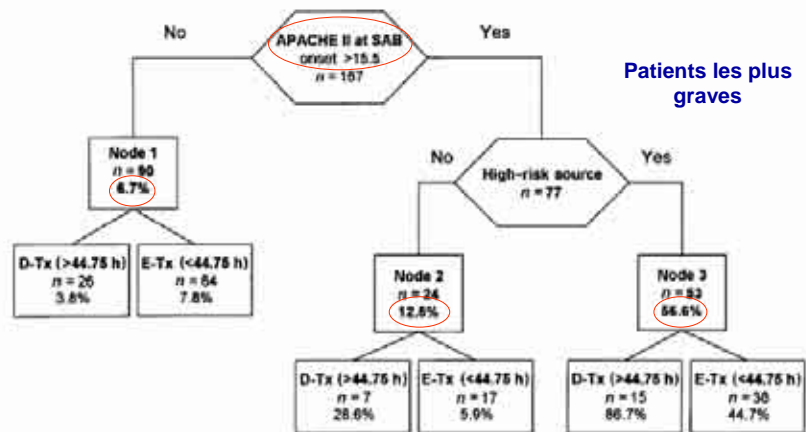 No
APACHE II at SAB
onset >15.5
n = 167
Yes
Patients les plus
graves
Node 1
n = 90
6.7%
No
High-risk source
n = 77
Yes
D-Tx (>44.75 h)
n = 26
3.8%
E-Tx (<44.75 h)
n = 64
7.8%
Node 2
n = 24
12.5%
Node 3
n = 53
56.6%
D-Tx (>44.75 h)
n = 7
28.6%
E-Tx (<44.75 h)
n = 17
5.9%
D-Tx (>44.75 h)
n = 15
86.7%
E-Tx (<44.75 h)
n = 38
44.7%